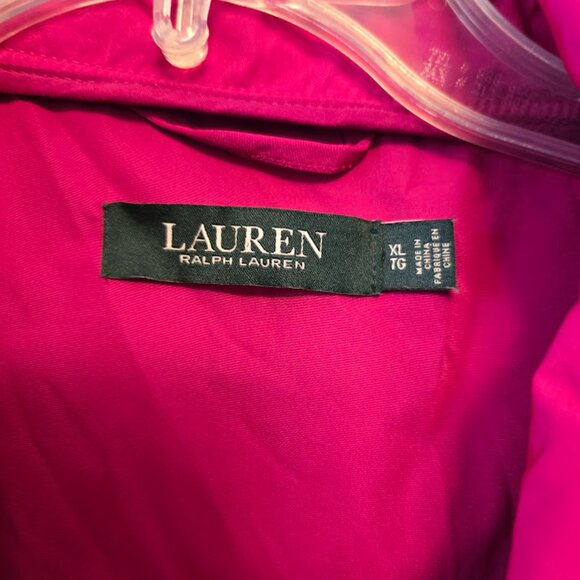 LAUREN
RALPH LAUREN
XL
TG
MADE IN
CHINA
FABRIQUÉ EN
CHINE